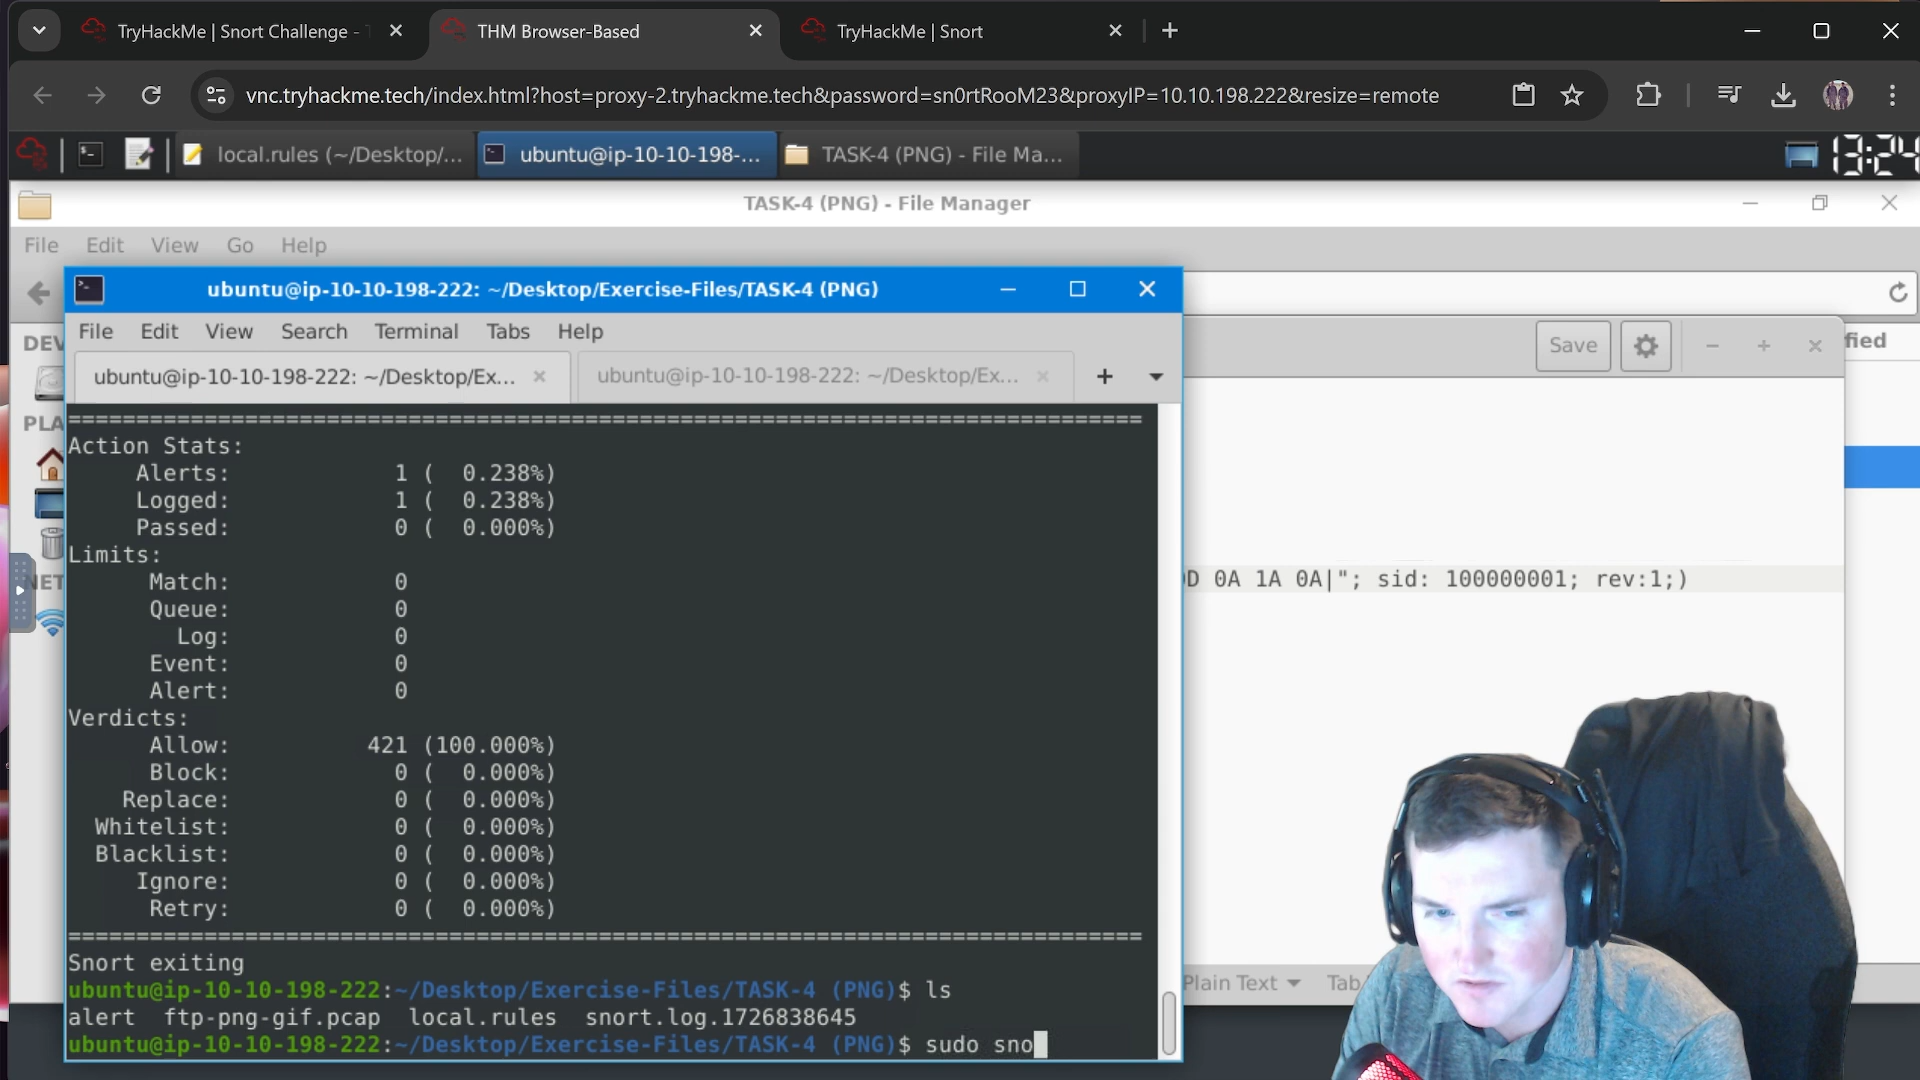 TryHackMe | Snort Challenge -
THM Browser-Based
TryHackMe | Snort
vnc.tryhackme.tech/index.html?host=proxy-2.tryhackme.tech&password=sn0rtRooM23&proxyIP=10.10.198.222&resize=remote
local.rules (~/Desktop/...
ubuntu@ip-10-10-198-...
TASK-4 (PNG) - File Ma...
13:24
TASK-4 (PNG) - File Manager
File Edit View Go Help
ubuntu@ip-10-10-198-222: ~/Desktop/Exercise-Files/TASK-4 (PNG)
File Edit View Search Terminal Tabs Help
DEV
Save
fied
ubuntu@ip-10-10-198-222: ~/Desktop/Ex...
ubuntu@ip-10-10-198-222: ~/Desktop/Ex...
PLA
NET
===============================================================================
Action Stats:
Alerts: 1 ( 0.238%)
Logged: 1 ( 0.238%)
Passed: 0 ( 0.000%)
Limits:
Match: 0
Queue: 0
Log: 0
Event: 0
Alert: 0
Verdicts:
Allow: 421 (100.000%)
Block: 0 ( 0.000%)
Replace: 0 ( 0.000%)
Whitelist: 0 ( 0.000%)
Blacklist: 0 ( 0.000%)
Ignore: 0 ( 0.000%)
Retry: 0 ( 0.000%)
===============================================================================
Snort exiting
ubuntu@ip-10-10-198-222:~/Desktop/Exercise-Files/TASK-4 (PNG)$ ls
alert ftp-png-gif.pcap local.rules snort.log.1726838645
ubuntu@ip-10-10-198-222:~/Desktop/Exercise-Files/TASK-4 (PNG)$ sudo sno
0A 1A 0A|"; sid: 100000001; rev:1;)
Plain Text
Tab